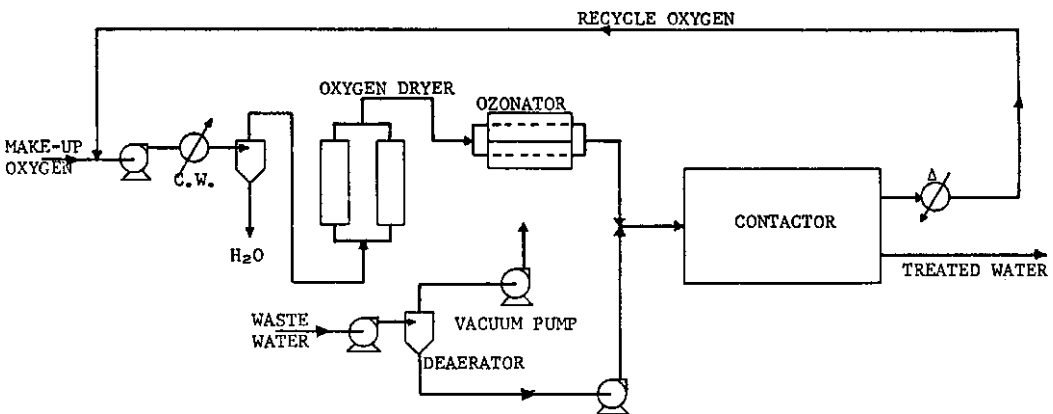 RECYCLE OXYGEN
OXYGEN DRYER
OZONATOR
MAKE-UP
OXYGEN
C.W.
H₂O
Δ
CONTACTOR
TREATED WATER
WASTE
WATER
VACUUM PUMP
DEAERATOR